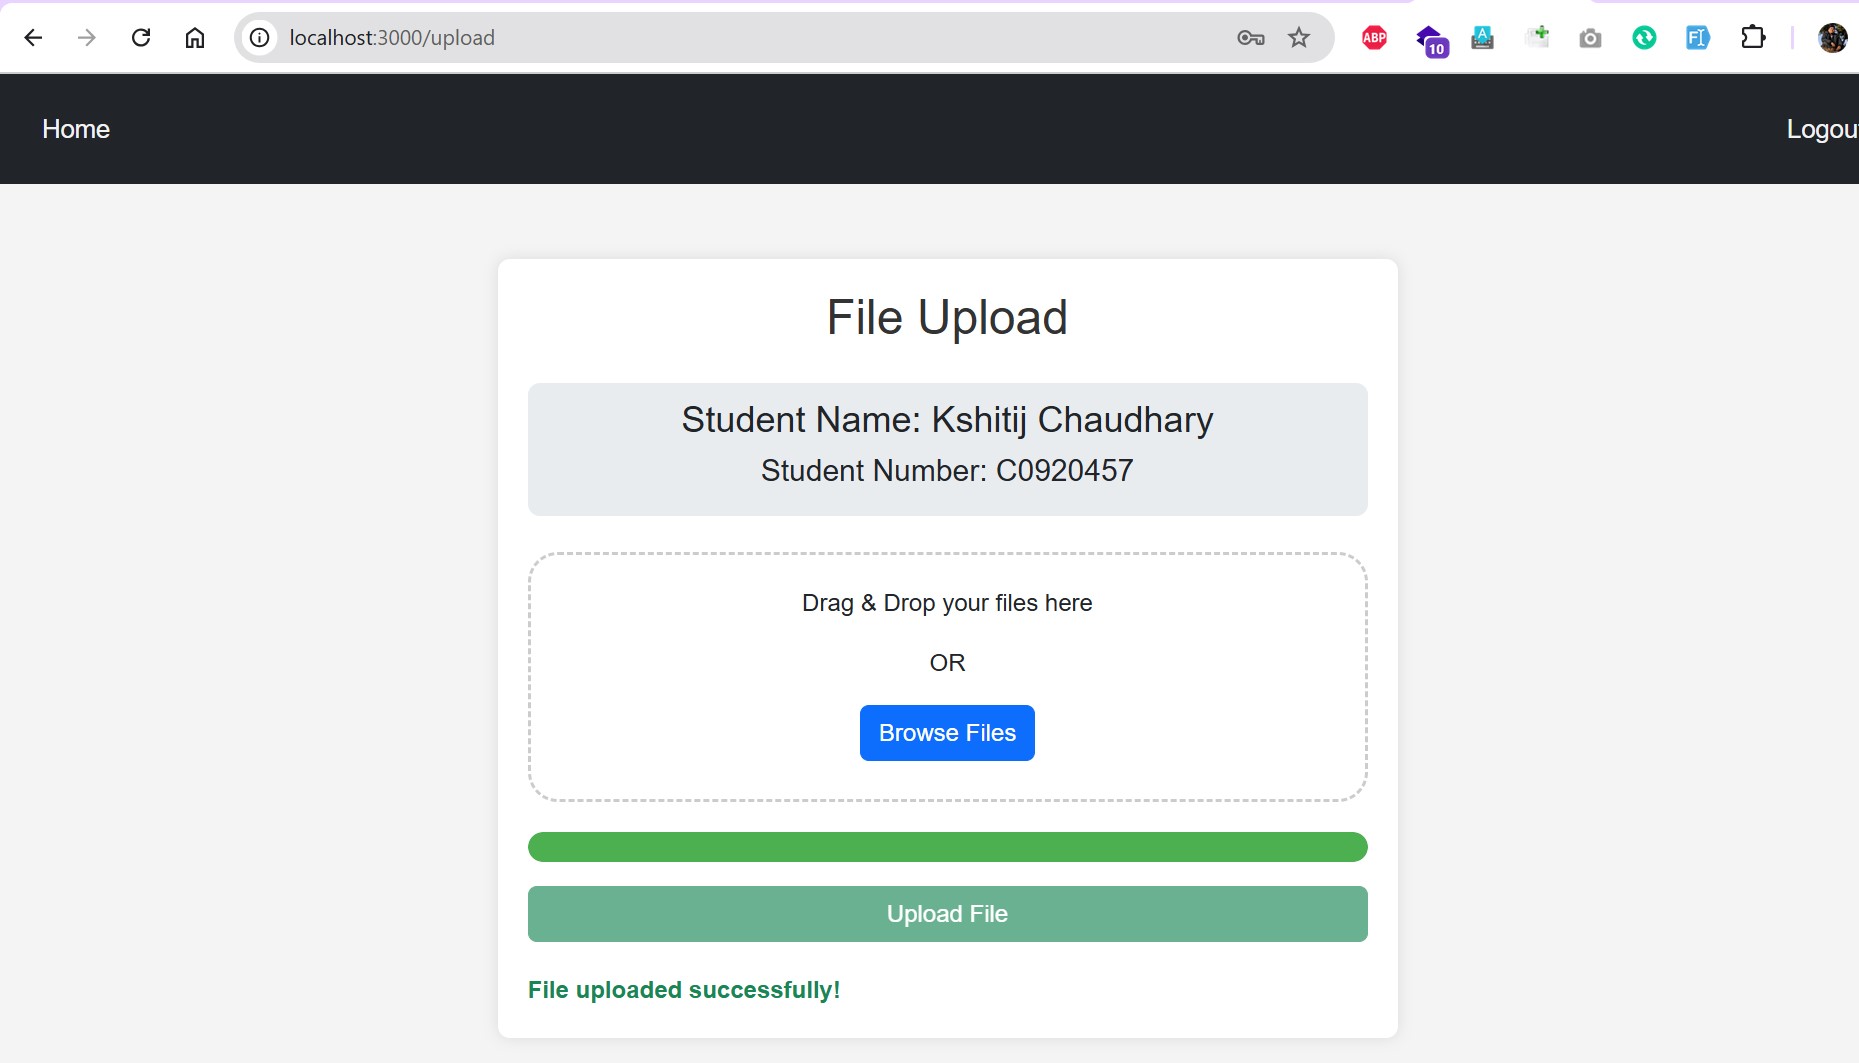 localhost:3000/upload
ABP
10
A
FI
Home
Logou
File Upload
Student Name: Kshitij Chaudhary
Student Number: C0920457
Drag & Drop your files here
OR
Browse Files
Upload File
File uploaded successfully!